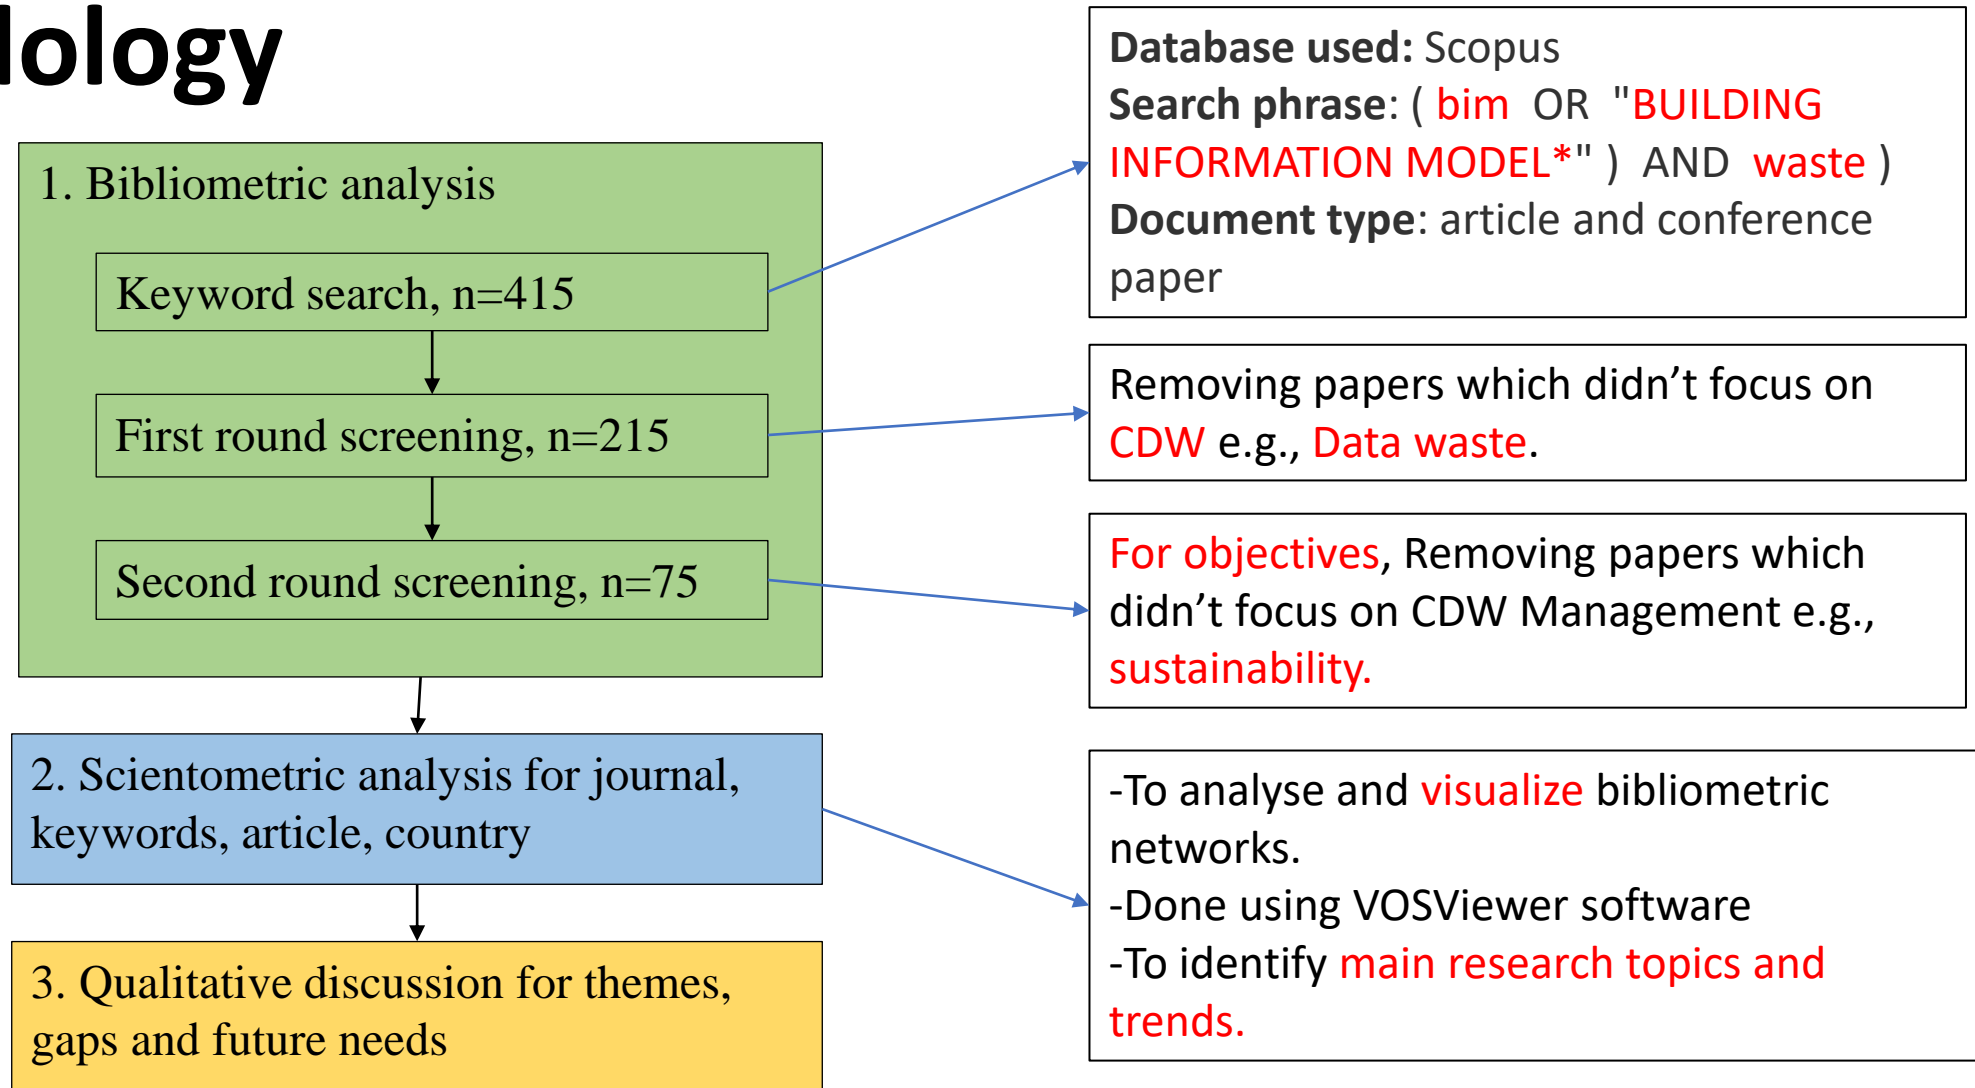 dology
1. Bibliometric analysis
Keyword search, n=415
First round screening, n=215
Second round screening, n=75
2. Scientometric analysis for journal,
keywords, article, country
3. Qualitative discussion for themes,
gaps and future needs
Database used: Scopus
Search phrase: ( bim OR "BUILDING
INFORMATION MODEL*" ) AND waste )
Document type: article and conference
paper
Removing papers which didn’t focus on
CDW e.g., Data waste.
For objectives, Removing papers which
didn’t focus on CDW Management e.g.,
sustainability.
-To analyse and visualize bibliometric
networks.
-Done using VOSViewer software
-To identify main research topics and
trends.